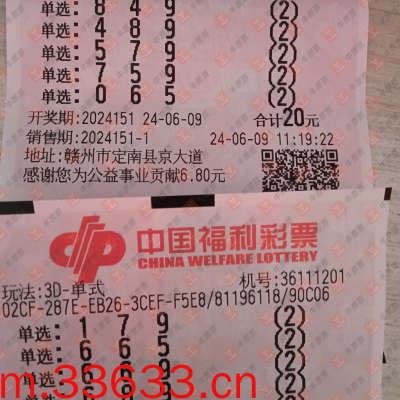 单选: 8 4 9 (2)
单选: 4 8 9 (2)
单选: 5 7 9 (2)
单选: 7 5 9 (2)
单选: 0 6 5 (2)
开奖期:2024151 24-06-09 合计20元
销售期:2024151-1 24-06-09 11:19:22
地址:赣州市定南县京大道
感谢您为公益事业贡献6.80元
中国福利彩票
CHINA WELFARE LOTTERY
玩法:3D-单式 机号:36111201
02CF-287E-EB26-3CEF-F5E8/81196118/90C06
单选: 1 7 9 (2)
单选: 6 6 5 (2)
m.33633.cn